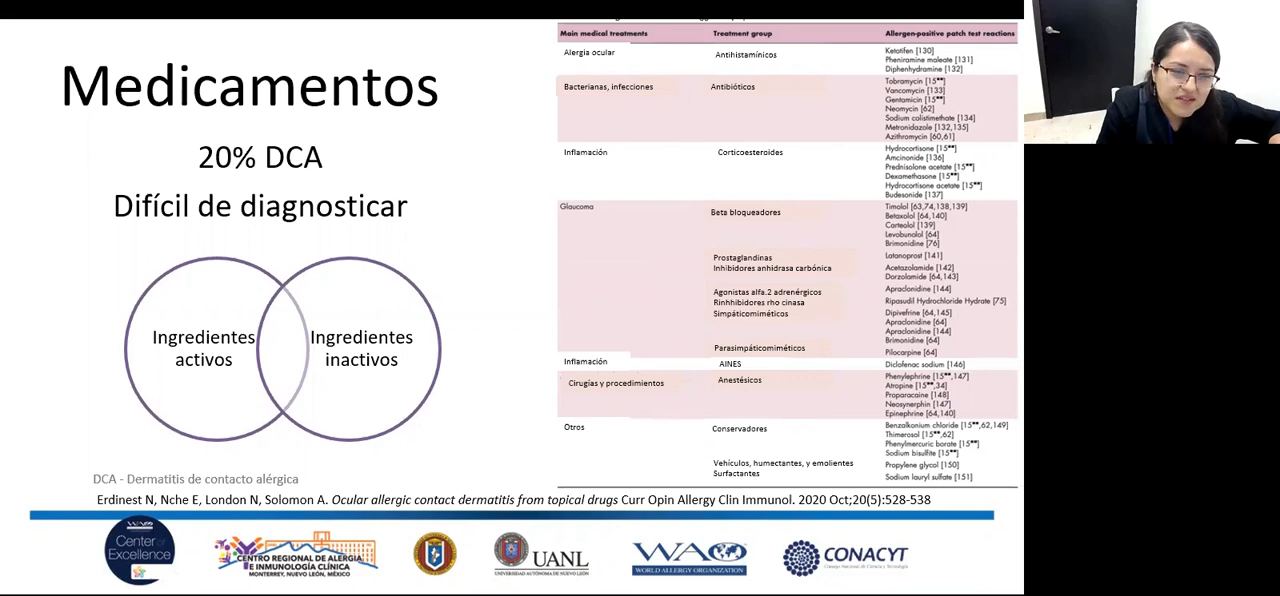 Medicamentos
20% DCA
Difícil de diagnosticar
Ingredientes activos
Ingredientes inactivos
DCA - Dermatitis de contacto alérgica
Main medical treatments Treatment group Allergen-positive patch test reactions
Alergia ocular Antihistamínicos Ketotifen [130]
Pheniramine maleate [131]
Diphenhydramine [132]
Bacterianas, infecciones Antibióticos Tobramycin [15▪▪]
Vancomycin [133]
Gentamicin [15▪▪]
Neomycin [62]
Sodium colistimethate [134]
Metronidazole [132,135]
Azithromycin [60,61]
Inflamación Corticoesteroides Hydrocortisone [15▪▪]
Amcinonide [136]
Prednisolone acetate [15▪▪]
Dexamethasone [15▪▪]
Hydrocortisone acetate [15▪▪]
Budesonide [137]
Glaucoma Beta bloqueadores Timolol [63,74,138,139]
Betaxolol [64,140]
Carteolol [139]
Levobunolol [64]
Brimonidine [76]
Prostaglandinas Latanoprost [141]
Inhibidores anhidrasa carbónica Acetazolamide [142]
Dorzolamide [64,143]
Agonistas alfa.2 adrenérgicos Apraclonidine [144]
Rinhhibidores rho cinasa Ripasudil Hydrochloride Hydrate [75]
Simpáticomiméticos Dipivefrine [64,145]
Apraclonidine [64]
Apraclonidine [144]
Brimonidine [64]
Parasimpáticomiméticos Pilocarpine [64]
Inflamación AINES Diclofenac sodium [146]
Cirugías y procedimientos Anestésicos Phenylephrine [15▪▪,147]
Atropine [15▪▪,34]
Proparacaine [148]
Neosynerphin [147]
Epinephrine [64,140]
Otros Conservadores Benzalkonium chloride [15▪▪,62,149]
Thimerosol [15▪▪,62]
Phenylmercuric borate [15▪▪]
Sodium bisulfite [15▪▪]
Vehículos, humectantes, y emolientes Propylene glycol [150]
Surfactantes Sodium lauryl sulfate [151]
Erdinest N, Nche E, London N, Solomon A. Ocular allergic contact dermatitis from topical drugs Curr Opin Allergy Clin Immunol. 2020 Oct;20(5):528-538
WAO
Center of
Excellence
CENTRO REGIONAL DE ALERGIA
E INMUNOLOGÍA CLÍNICA
MONTERREY, NUEVO LEÓN, MÉXICO
UANL
UNIVERSIDAD AUTÓNOMA DE NUEVO LEÓN
WAO
WORLD ALLERGY ORGANIZATION
CONACYT
Consejo Nacional de Ciencia y Tecnología